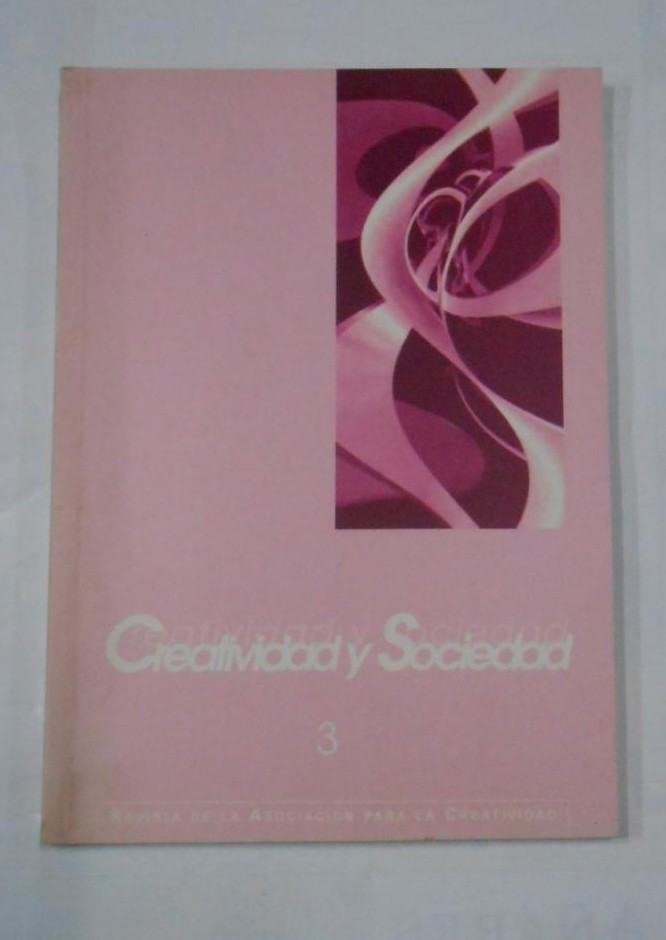 Creatividad y Sociedad
3
REVISTA DE LA ASOCIACIÓN PARA LA CREATIVIDAD